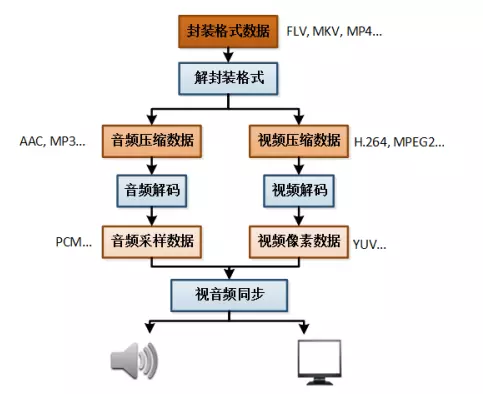 封装格式数据
FLV, MKV, MP4...
解封装格式
AAC, MP3...
音频压缩数据
视频压缩数据
H.264, MPEG2...
音频解码
视频解码
PCM...
音频采样数据
视频像素数据
YUV...
视音频同步